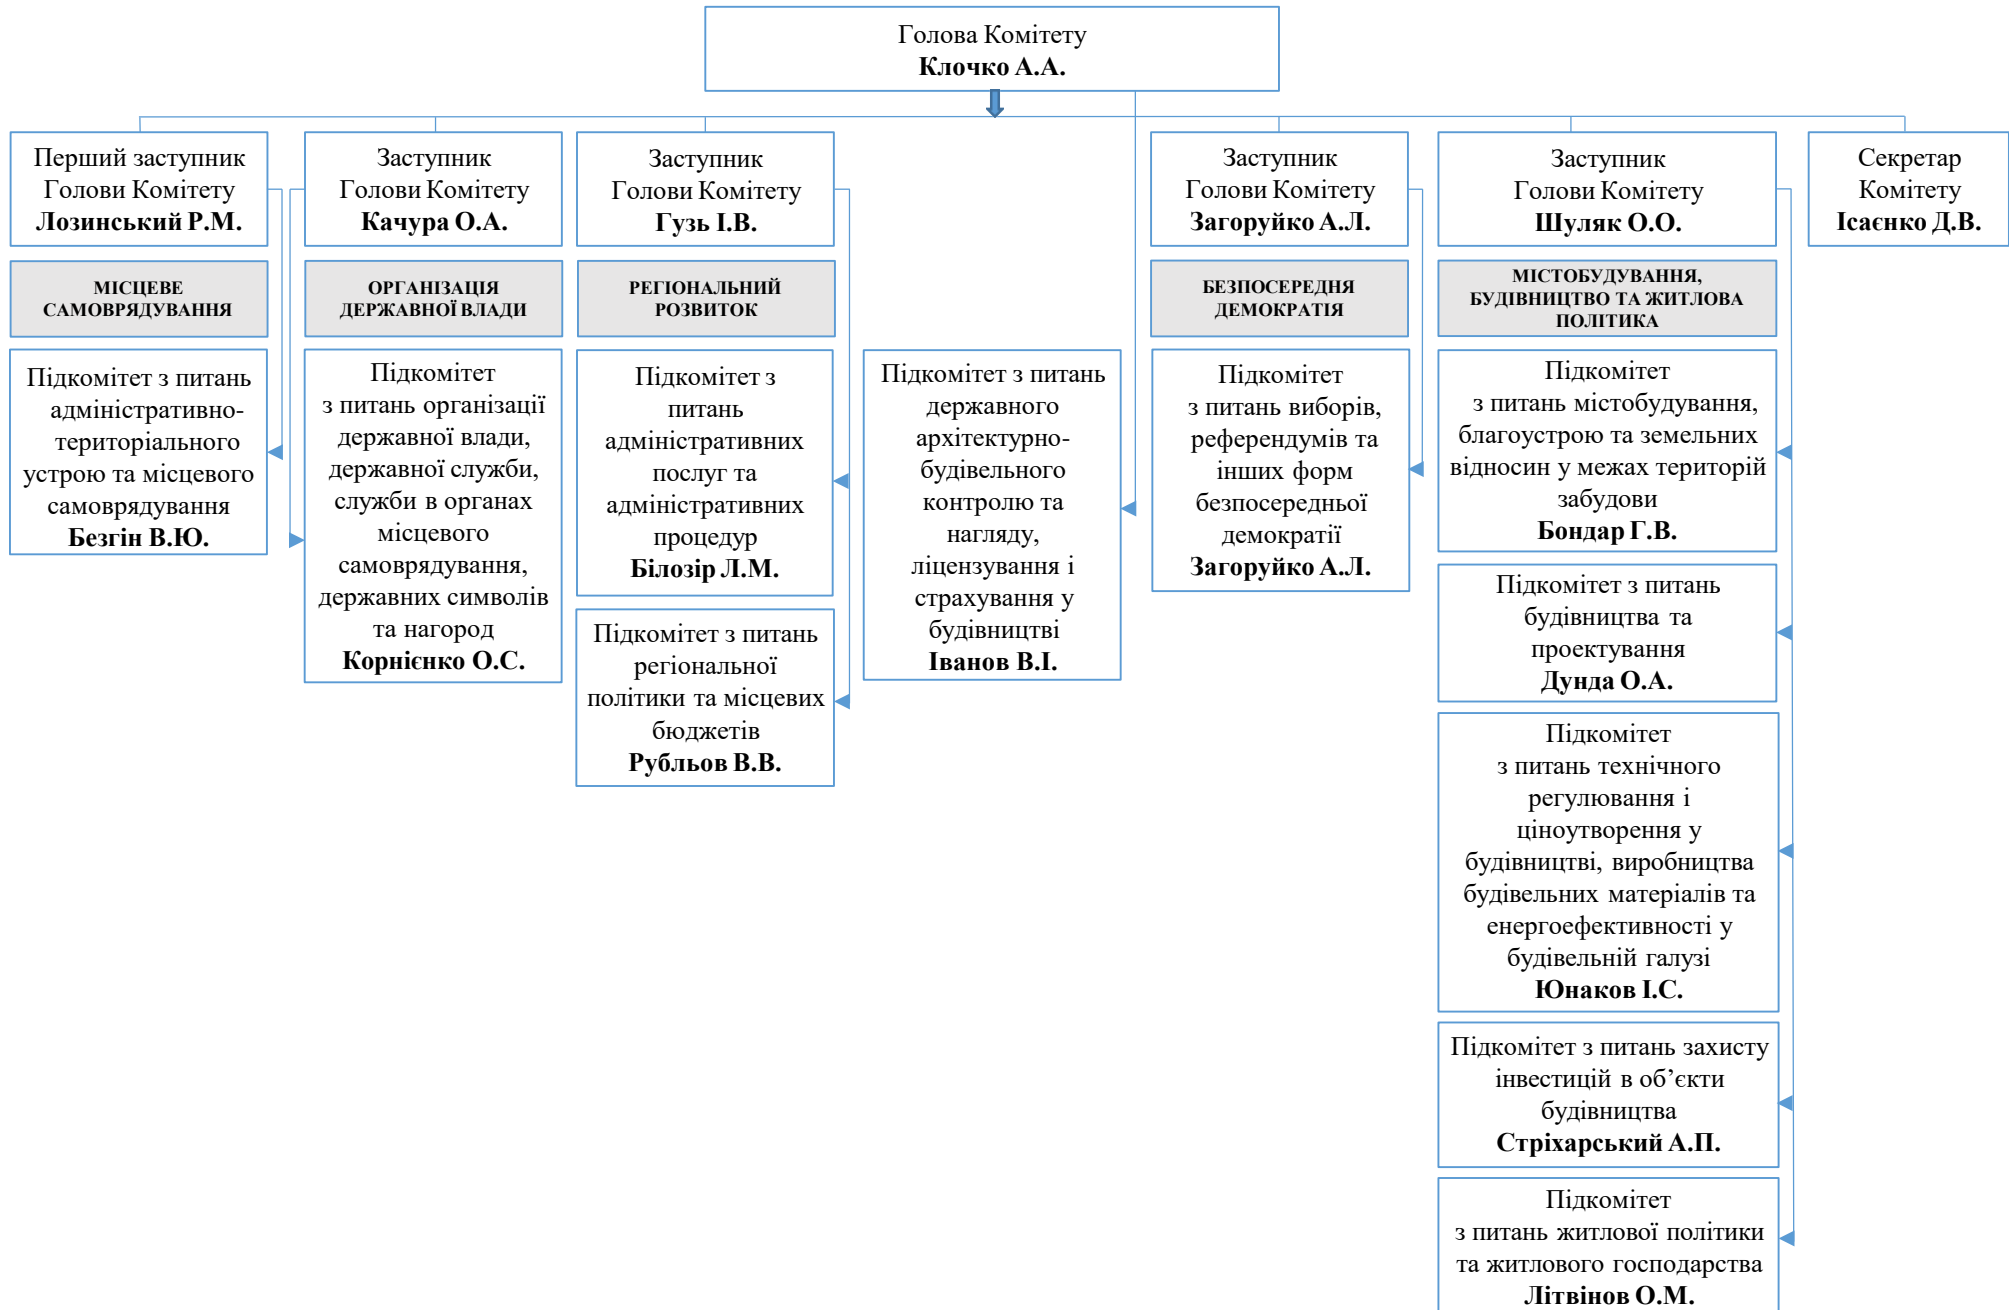 Голова Комітету
Клочко А.А.
Перший заступник
Голови Комітету
Лозинський Р.М.
Заступник
Голови Комітету
Качура О.А.
Заступник
Голови Комітету
Гузь І.В.
Заступник
Голови Комітету
Загоруйко А.Л.
Заступник
Голови Комітету
Шуляк О.О.
Секретар
Комітету
Ісаєнко Д.В.
МІСЦЕВЕ
САМОВРЯДУВАННЯ
ОРГАНІЗАЦІЯ
ДЕРЖАВНОЇ ВЛАДИ
РЕГІОНАЛЬНИЙ
РОЗВИТОК
БЕЗПОСЕРЕДНЯ
ДЕМОКРАТІЯ
МІСТОБУДУВАННЯ,
БУДІВНИЦТВО ТА ЖИТЛОВА
ПОЛІТИКА
Підкомітет з питань
адміністративно-
територіального
устрою та місцевого
самоврядування
Безгін В.Ю.
Підкомітет
з питань організації
державної влади,
державної служби,
служби в органах
місцевого
самоврядування,
державних символів
та нагород
Корнієнко О.С.
Підкомітет з
питань
адміністративних
послуг та
адміністративних
процедур
Білозір Л.М.
Підкомітет з питань
регіональної
політики та місцевих
бюджетів
Рубльов В.В.
Підкомітет з питань
державного
архітектурно-
будівельного
контролю та
нагляду,
ліцензування і
страхування у
будівництві
Іванов В.І.
Підкомітет
з питань виборів,
референдумів та
інших форм
безпосередньої
демократії
Загоруйко А.Л.
Підкомітет
з питань містобудування,
благоустрою та земельних
відносин у межах територій
забудови
Бондар Г.В.
Підкомітет з питань
будівництва та
проектування
Дунда О.А.
Підкомітет
з питань технічного
регулювання і
ціноутворення у
будівництві, виробництва
будівельних матеріалів та
енергоефективності у
будівельній галузі
Юнаков І.С.
Підкомітет з питань захисту
інвестицій в об’єкти
будівництва
Стріхарський А.П.
Підкомітет
з питань житлової політики
та житлового господарства
Літвінов О.М.